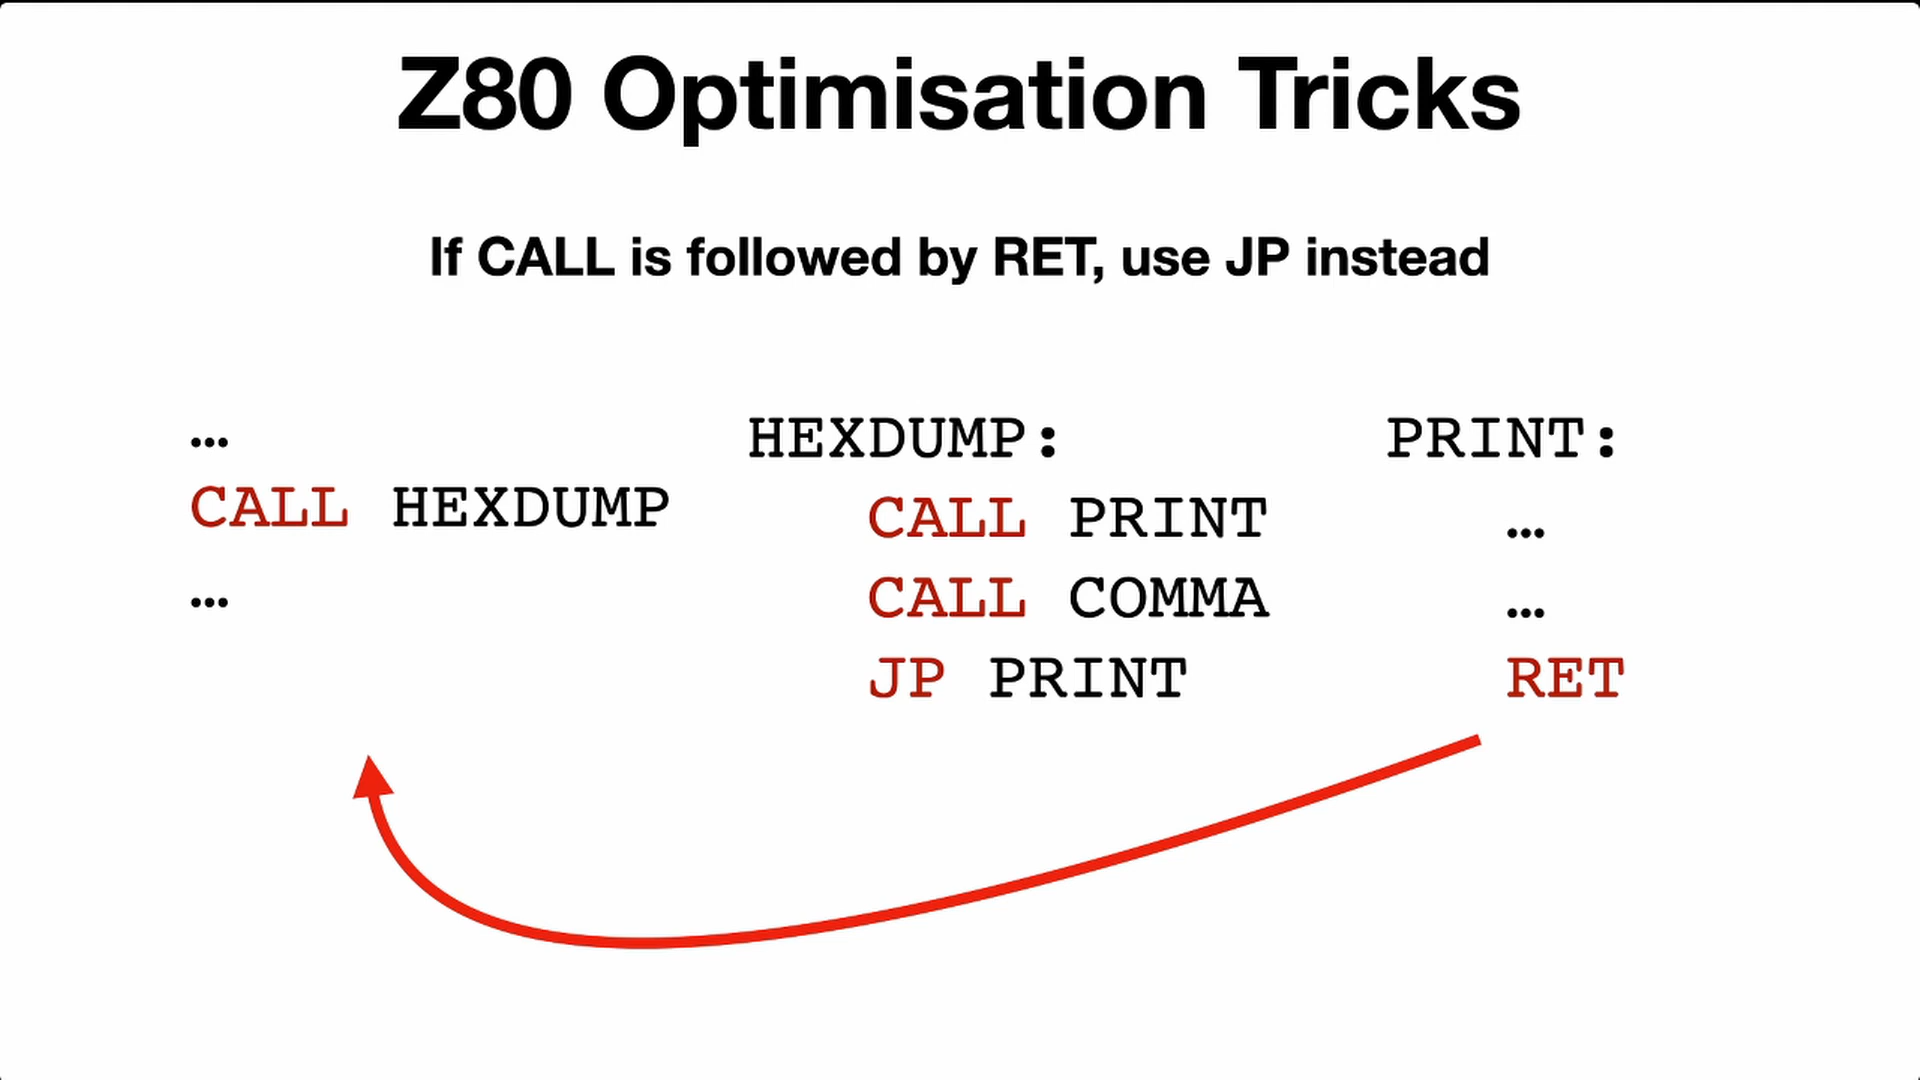 Z80 Optimisation Tricks
If CALL is followed by RET, use JP instead
…
CALL HEXDUMP
…
HEXDUMP:
CALL PRINT
CALL COMMA
JP PRINT
PRINT:
…
…
RET